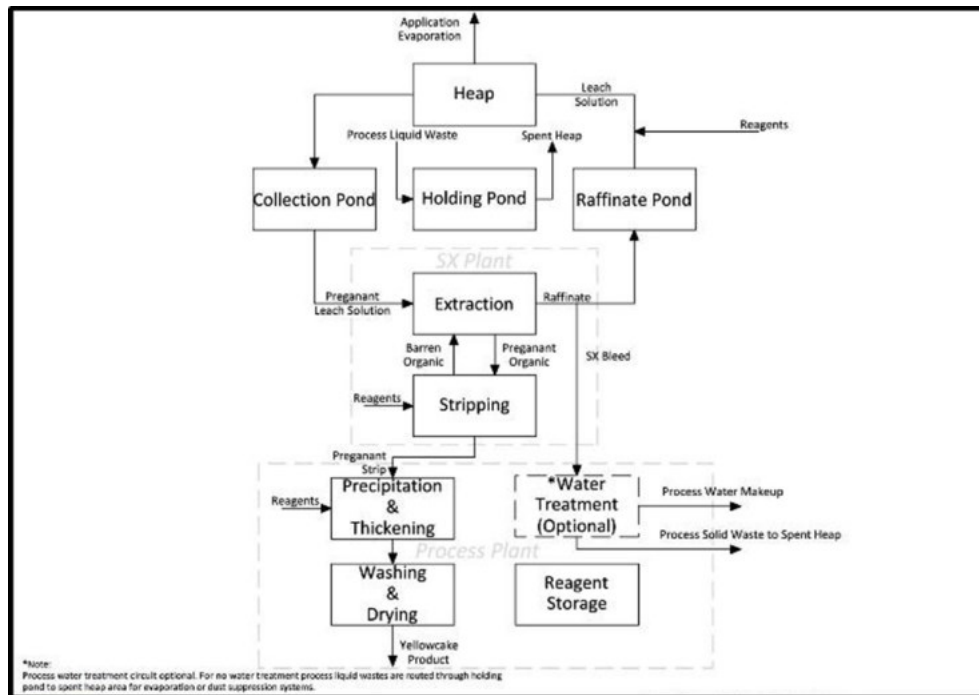 Application
Evaporation
Heap
Leach
Solution
Process Liquid Waste
Spent Heap
Reagents
Collection Pond
Holding Pond
Raffinate Pond
SX Plant
Preganant
Leach Solution
Extraction
Raffinate
Barren
Organic
Preganant
Organic
SX Bleed
Reagents
Stripping
Preganant
Strip
Reagents
Precipitation
&
Thickening
*Water
Treatment
(Optional)
Process Water Makeup
Process Solid Waste to Spent Heap
Process Plant
Washing
&
Drying
Reagent
Storage
Yellowcake
Product
*Note:
Process water treatment circuit optional. For no water treatment process liquid wastes are routed through holding
pond to spent heap area for evaporation or dust suppression systems.